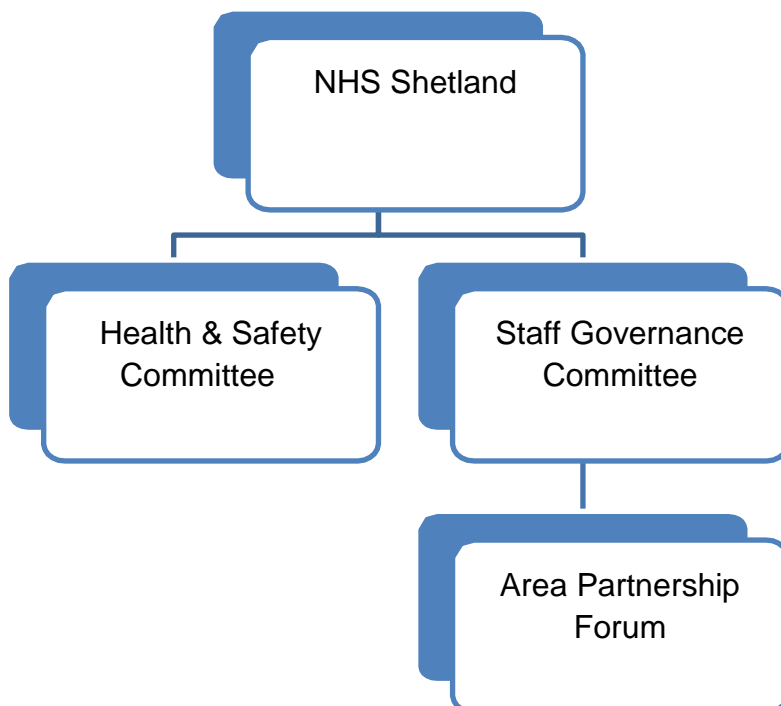 NHS Shetland
Health & Safety
Committee
Staff Governance
Committee
Area Partnership
Forum